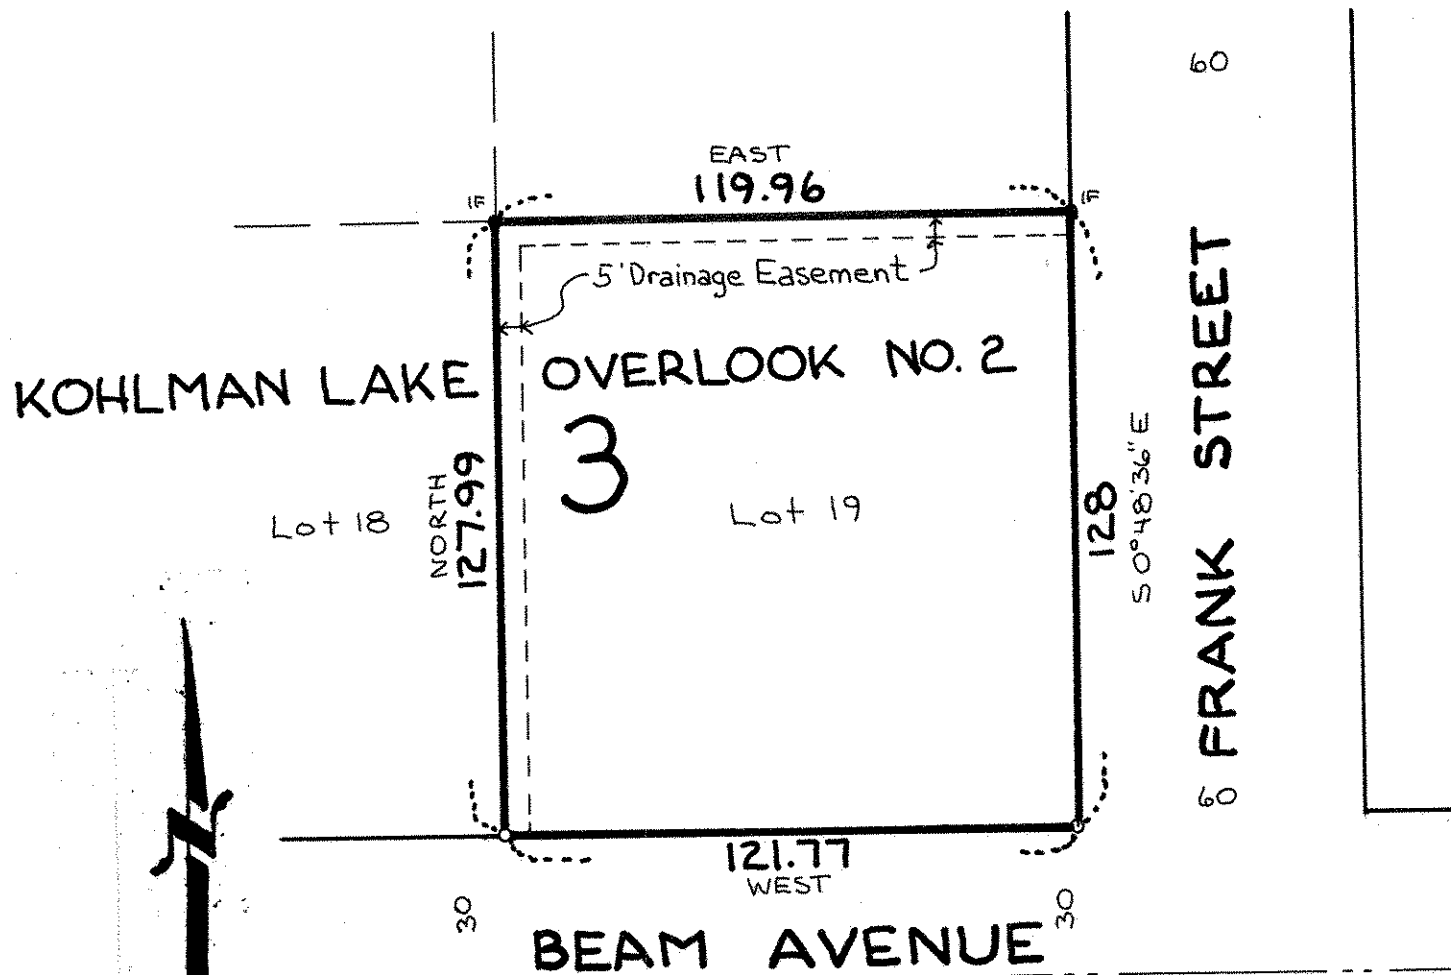 60
EAST
119.96
IF
IF
5' Drainage Easement
KOHLMAN LAKE OVERLOOK NO. 2
3
Lot 18
NORTH
127.99
Lot 19
128
S 0°48'36" E
FRANK STREET
60
121.77
WEST
30
30
BEAM AVENUE